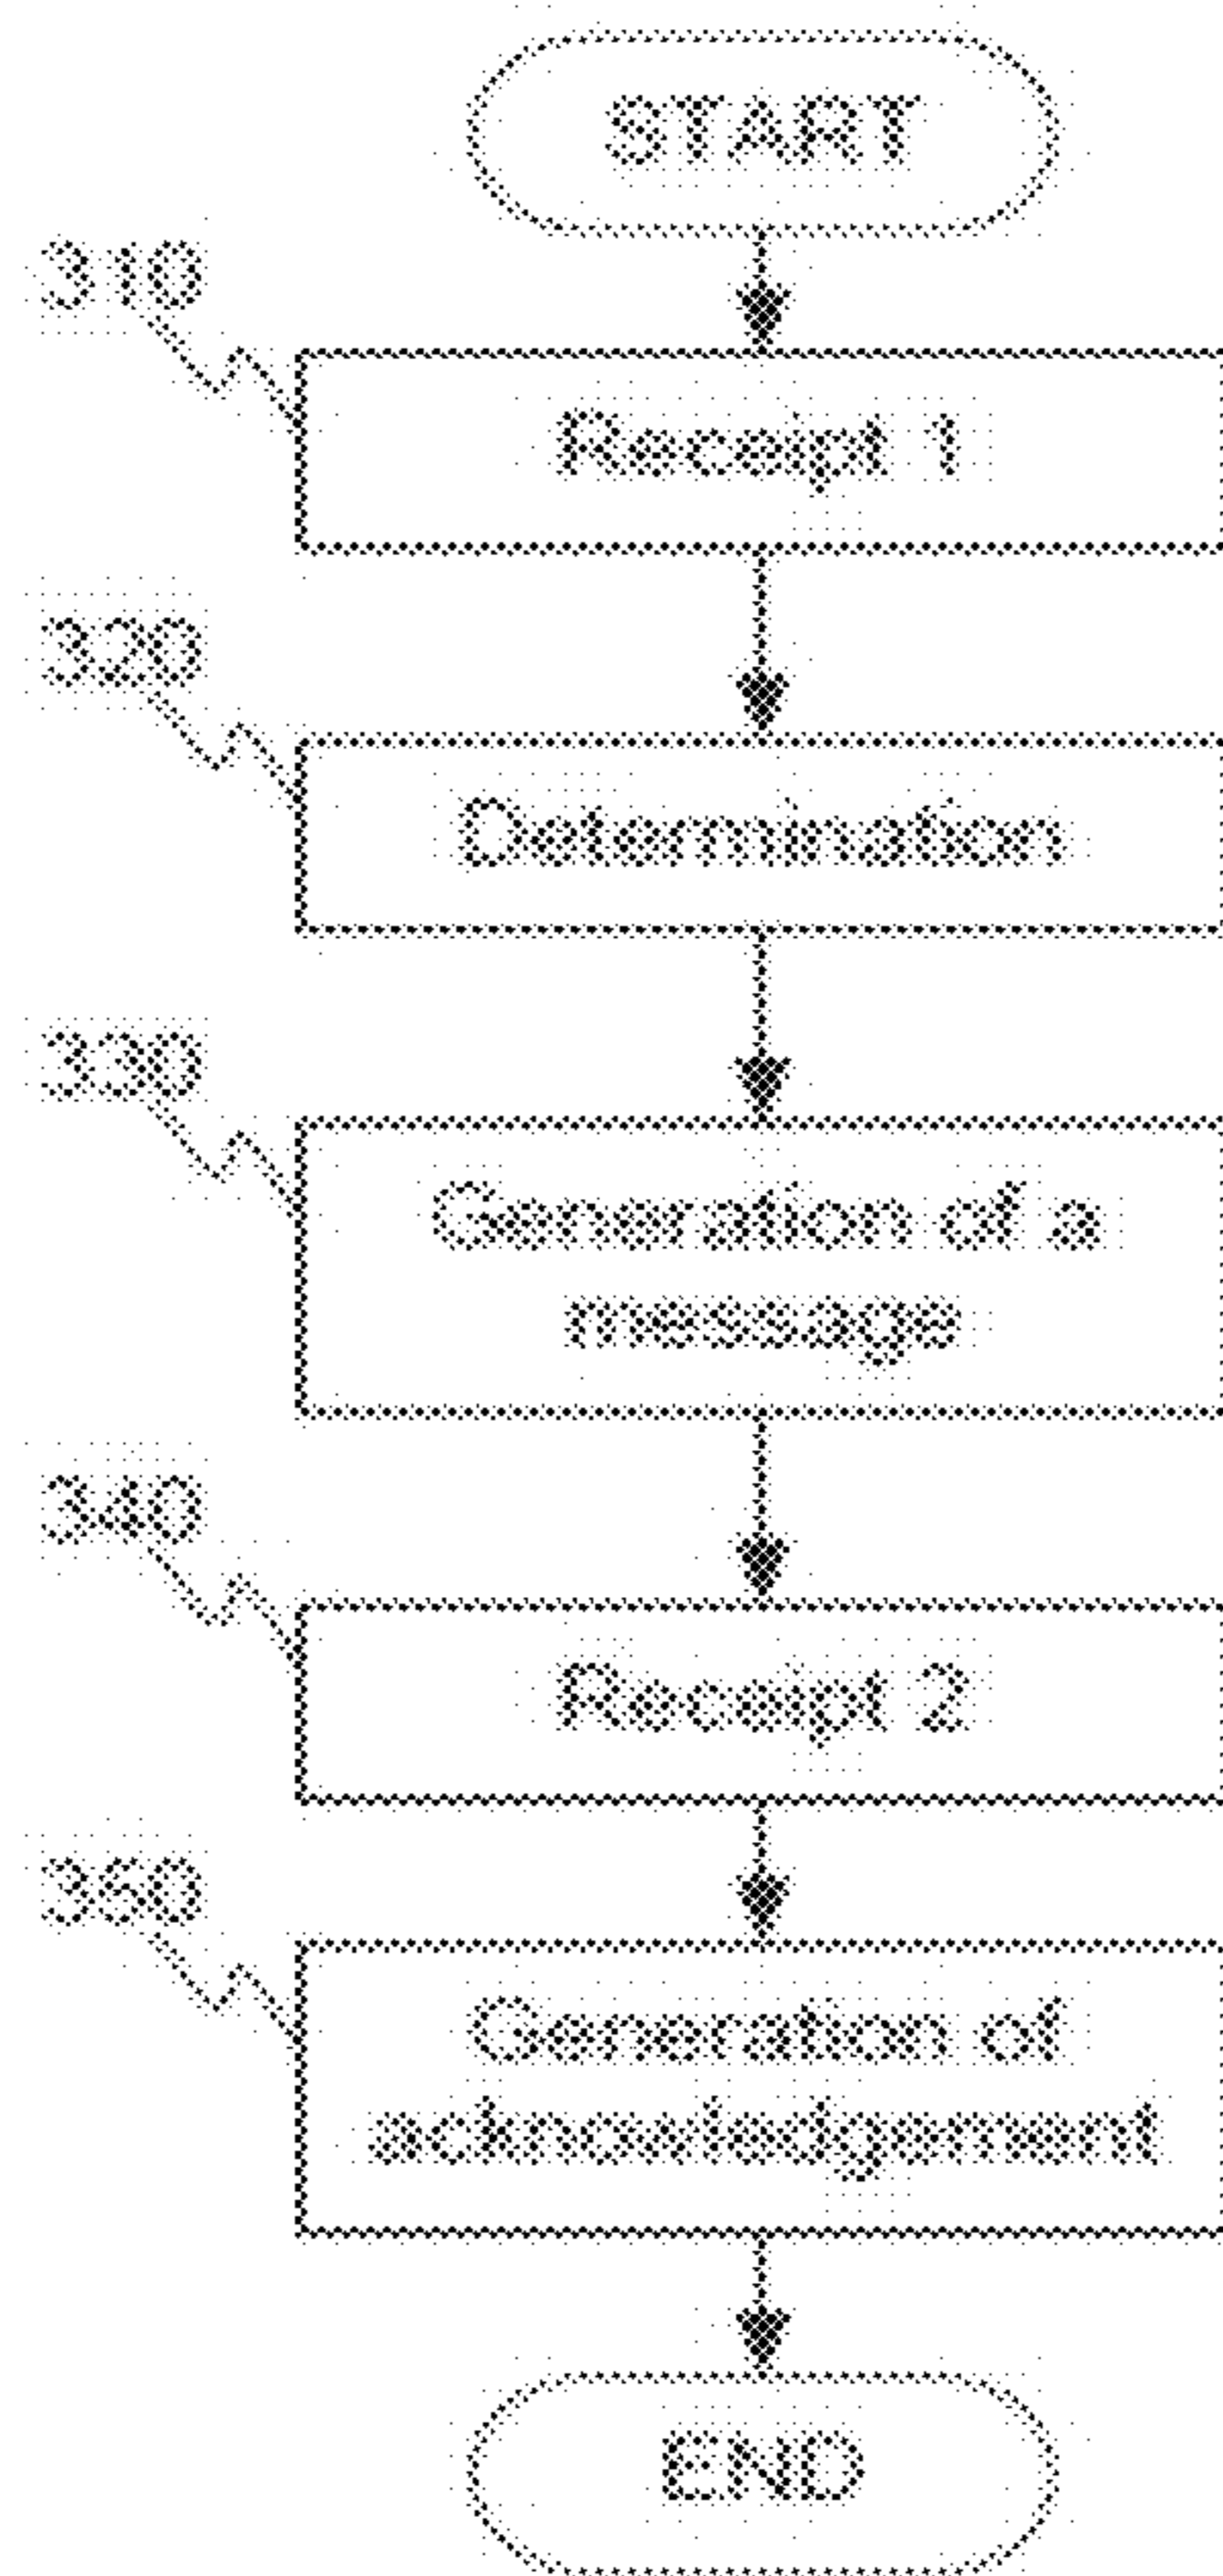 START
310
Receipt 1
320
Determination
330
Generation of a
message
340
Receipt 2
350
Generation of
acknowledgement
END